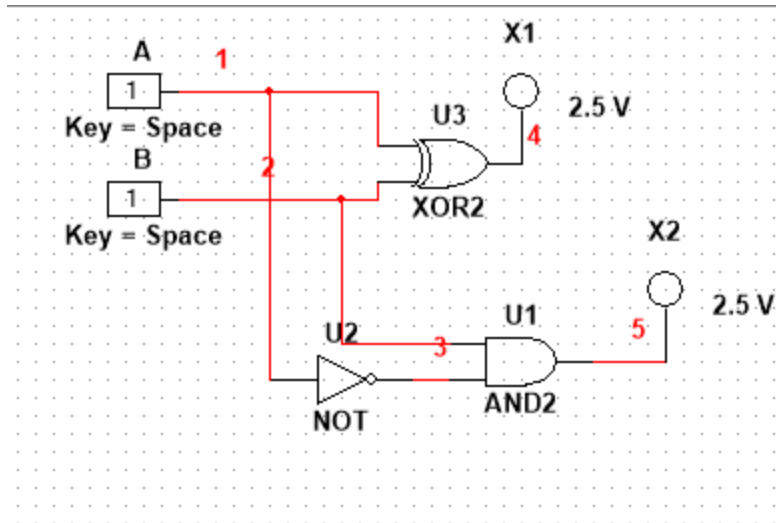 A
1
1
Key = Space
X1
2.5 V
U3
4
2
B
1
Key = Space
XOR2
X2
2.5 V
U1
5
U2
3
NOT
AND2